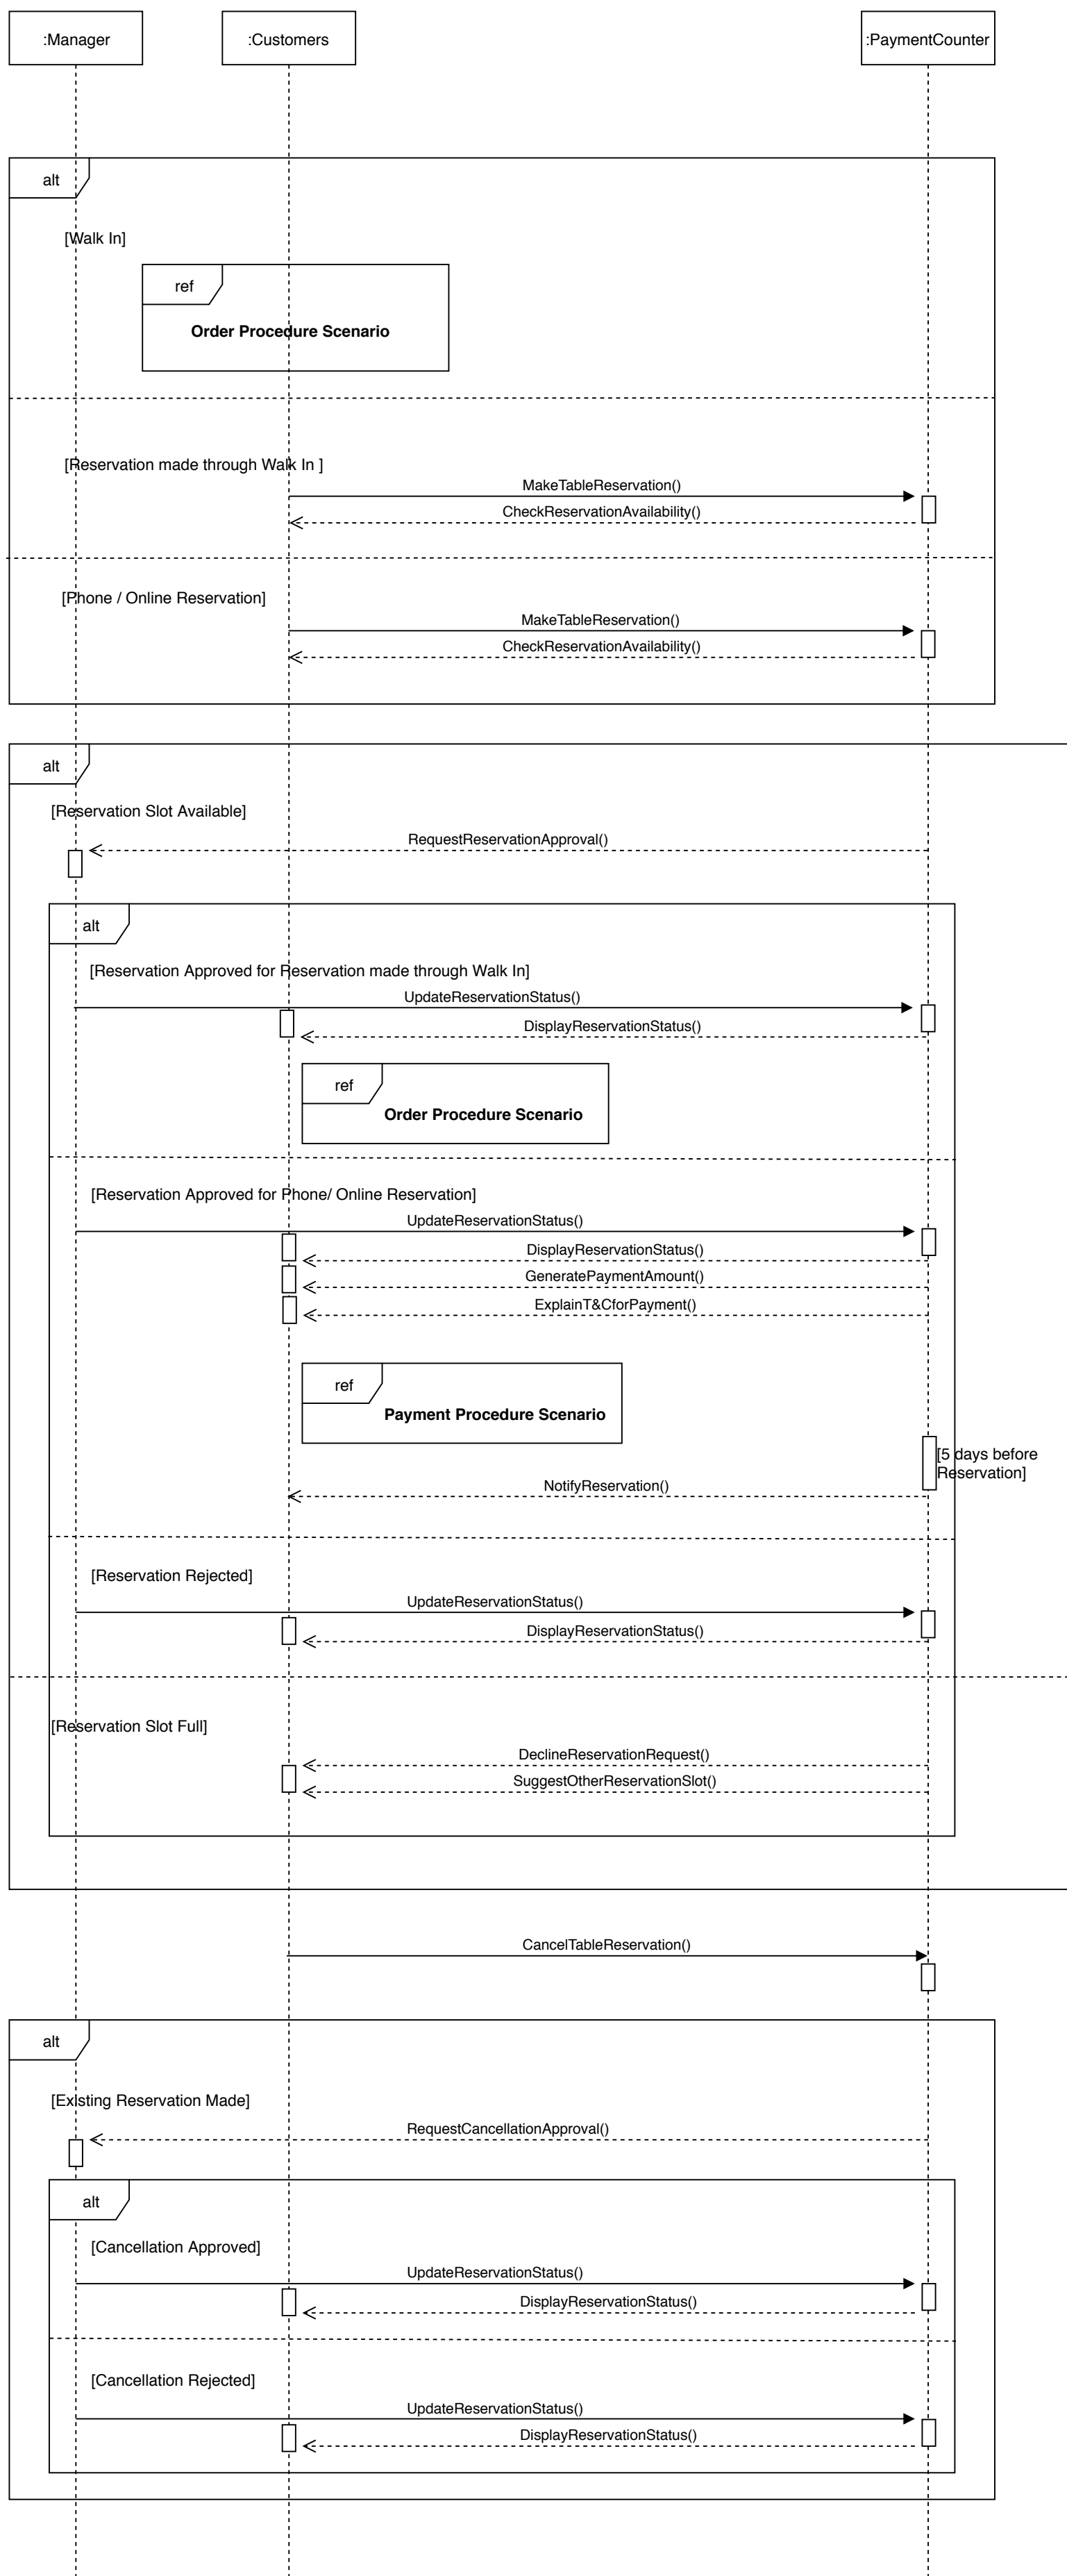 :Manager
:Customers
:PaymentCounter
alt
[Walk In]
ref
Order Procedure Scenario
[Reservation made through Walk In ]
MakeTableReservation()
CheckReservationAvailability()
[Phone / Online Reservation]
MakeTableReservation()
CheckReservationAvailability()
alt
[Reservation Slot Available]
RequestReservationApproval()
alt
[Reservation Approved for Reservation made through Walk In]
UpdateReservationStatus()
DisplayReservationStatus()
ref
Order Procedure Scenario
[Reservation Approved for Phone/ Online Reservation]
UpdateReservationStatus()
DisplayReservationStatus()
GeneratePaymentAmount()
ExplainT&CforPayment()
ref
Payment Procedure Scenario
[5 days before
Reservation]
NotifyReservation()
[Reservation Rejected]
UpdateReservationStatus()
DisplayReservationStatus()
[Reservation Slot Full]
DeclineReservationRequest()
SuggestOtherReservationSlot()
CancelTableReservation()
alt
[Existing Reservation Made]
RequestCancellationApproval()
alt
[Cancellation Approved]
UpdateReservationStatus()
DisplayReservationStatus()
[Cancellation Rejected]
UpdateReservationStatus()
DisplayReservationStatus()